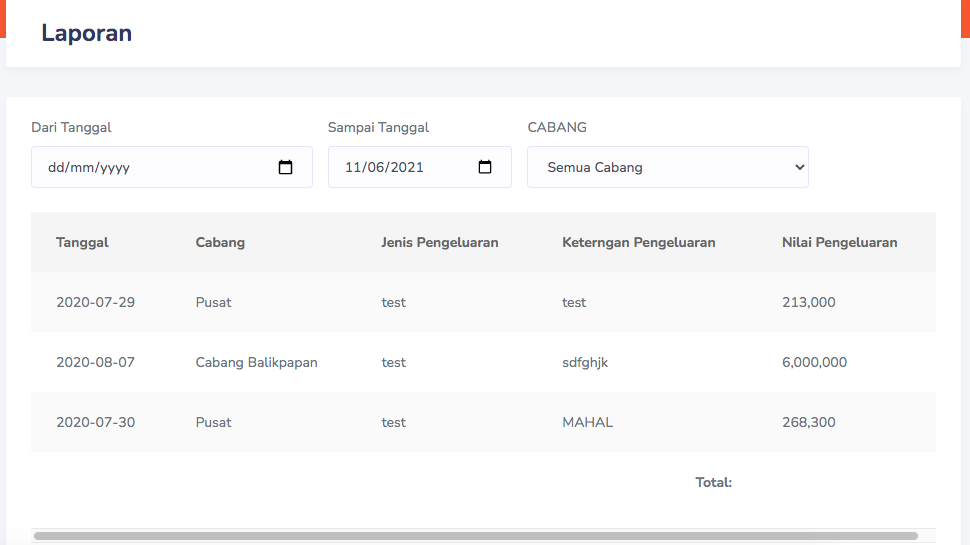 Laporan
Dari Tanggal Sampai Tanggal CABANG
dd/mm/yyyy 11/06/2021 Semua Cabang
Tanggal Cabang Jenis Pengeluaran Keterngan Pengeluaran Nilai Pengeluaran
2020-07-29 Pusat test test 213,000
2020-08-07 Cabang Balikpapan test sdfghjk 6,000,000
2020-07-30 Pusat test MAHAL 268,300
Total: